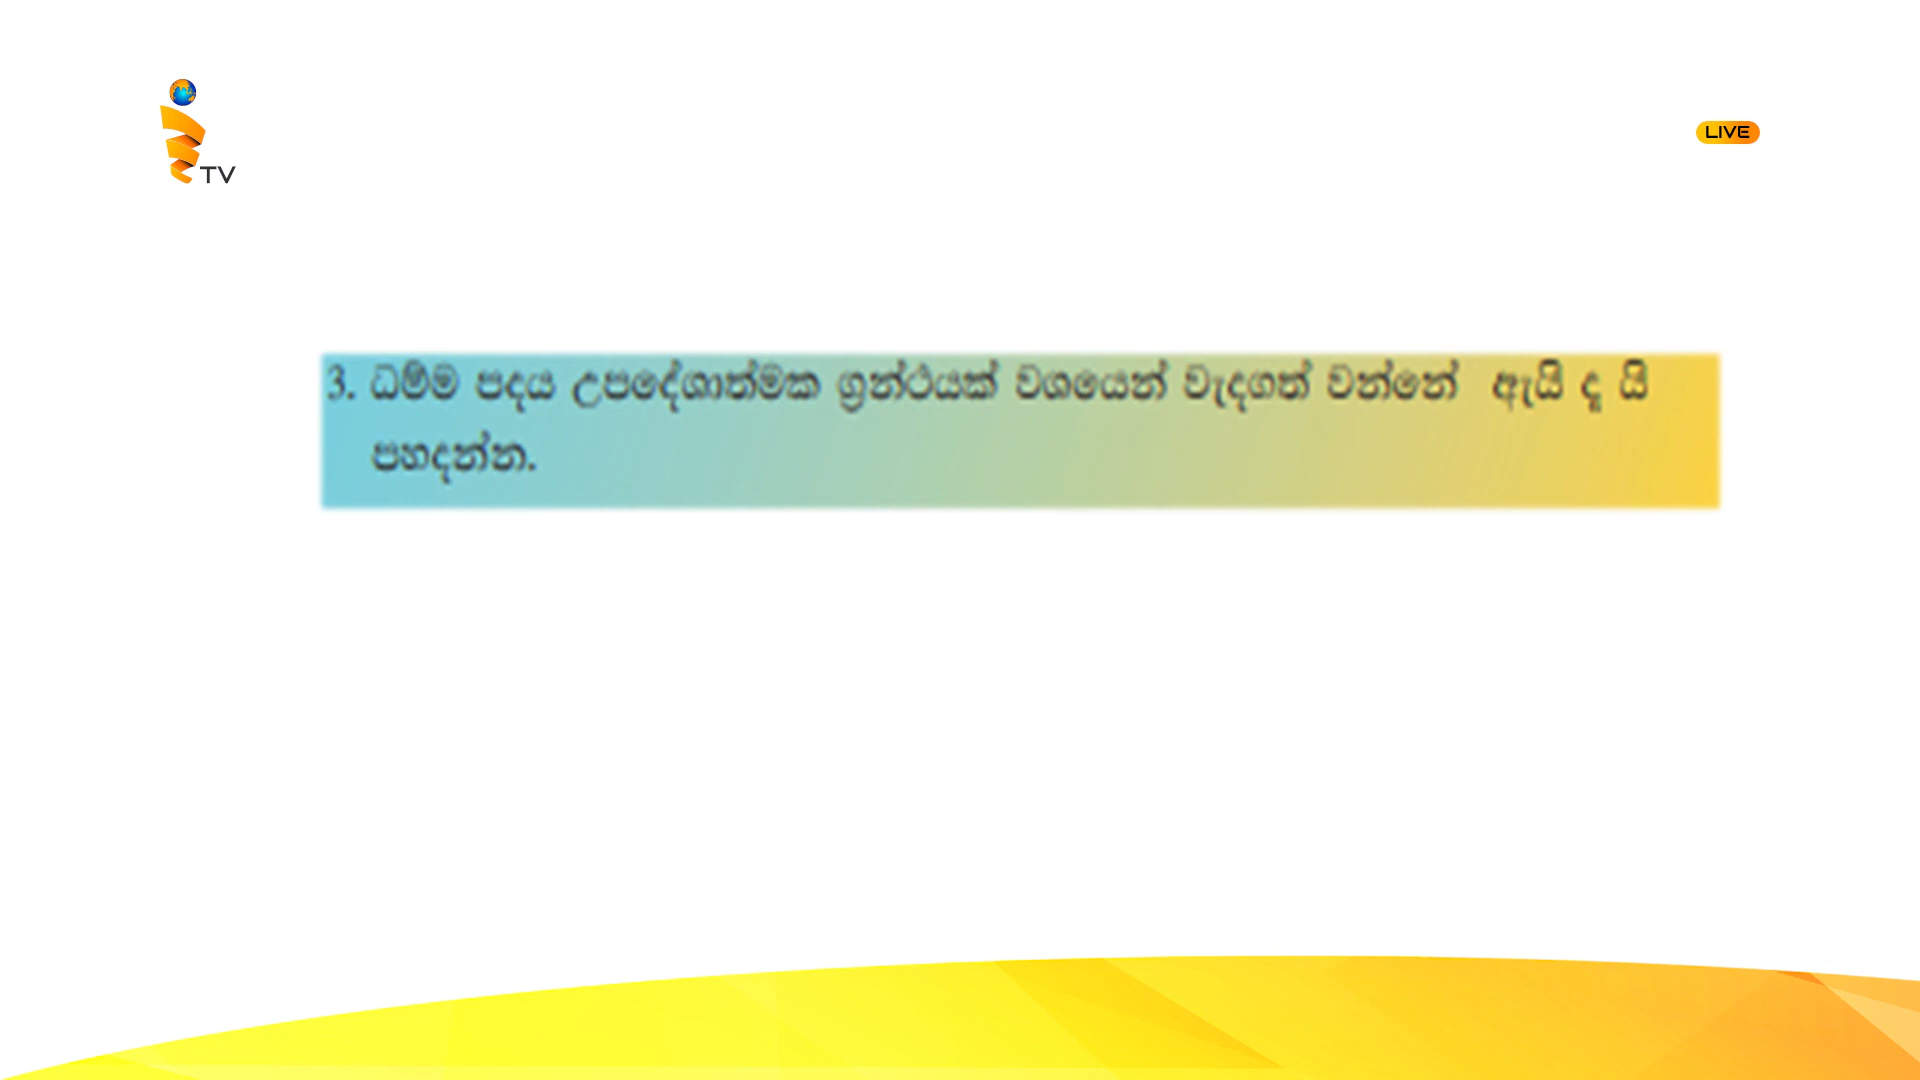 TV
LIVE
3. ධම්ම පදය උපදේශාත්මක ග්‍රන්ථයක් වශයෙන් වැදගත් වන්නේ ඇයි දැ යි
පහදන්න.